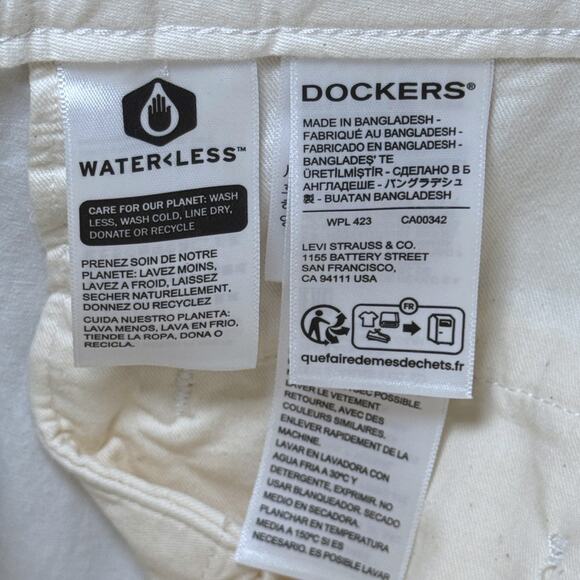 WATER<LESS™
CARE FOR OUR PLANET: WASH
LESS, WASH COLD, LINE DRY,
DONATE OR RECYCLE
PRENEZ SOIN DE NOTRE
PLANETE: LAVEZ MOINS,
LAVEZ A FROID, LAISSEZ
SECHER NATURELLEMENT,
DONNEZ OU RECYCLEZ
CUIDA NUESTRO PLANETA:
LAVA MENOS, LAVA EN FRIO,
TIENDE LA ROPA, DONA O
RECICLA.
DOCKERS®
MADE IN BANGLADESH -
FABRIQUÉ AU BANGLADESH -
FABRICADO EN BANGLADESH -
BANGLADEŞ'TE
ÜRETİLMİŞTİR - СДЕЛАНО В Б
АНГЛАДЕШЕ - バングラデシュ
製 - BUATAN BANGLADESH
WPL 423 CA00342
LEVI STRAUSS & CO.
1155 BATTERY STREET
SAN FRANCISCO,
CA 94111 USA
FR
quefairedemesdechets.fr
AVEC POSSIBLE.
LAVER LE VETEMENT
RETOURNE, AVEC DES
COULEURS SIMILAIRES.
ENLEVER RAPIDEMENT DE LA
MACHINE.
LAVAR EN LAVADORA CON
AGUA FRIA A 30ºC Y
DETERGENTE, EXPRIMIR. NO
USAR BLANQUEADOR. SECADO
MEDIO EN SECADORA.
PLANCHAR EN TEMPERATURA
MEDIA A 150ºC SI ES
NECESARIO. ES POSIBLE LAVAR